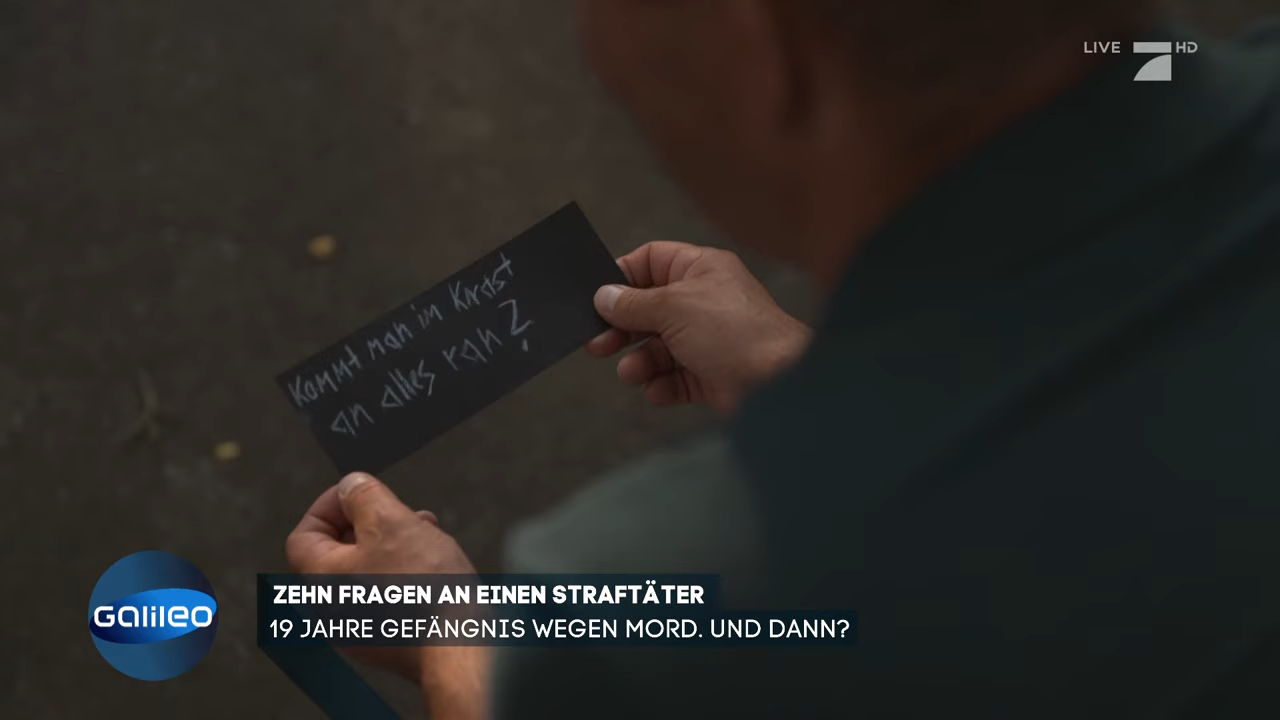 LIVE HD
Kommt man im Knast
an alles ran?
Galileo
ZEHN FRAGEN AN EINEN STRAFTÄTER
19 JAHRE GEFÄNGNIS WEGEN MORD. UND DANN?